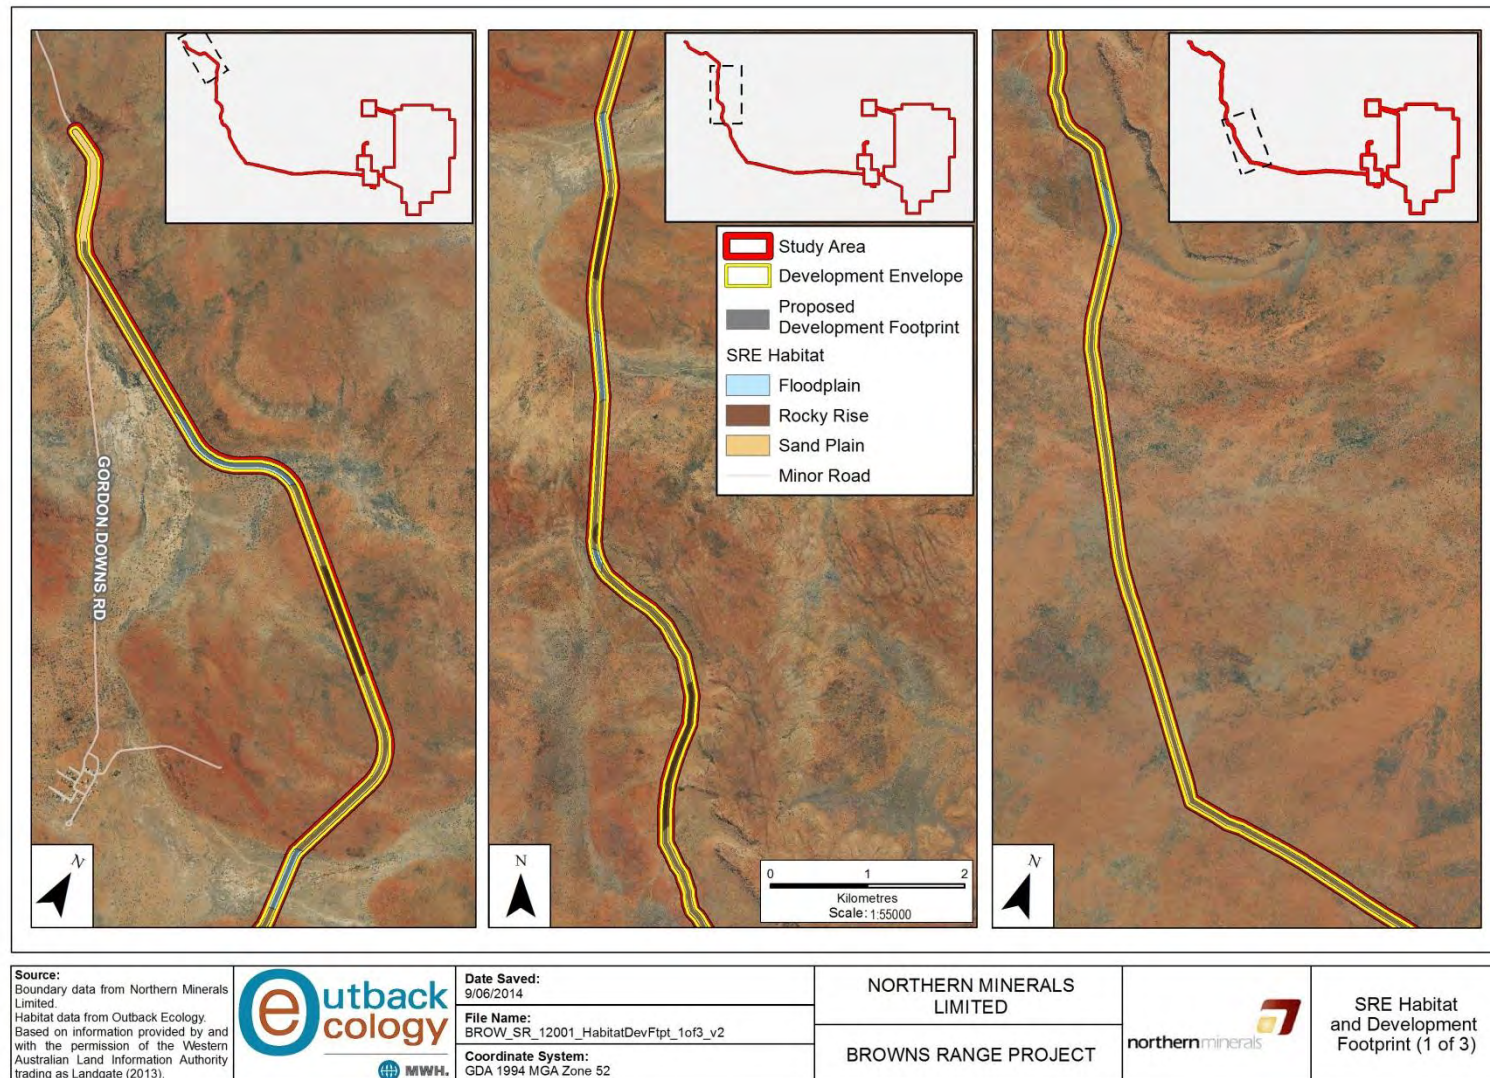 GORDON DOWNS RD
N
N
Study Area
Development Envelope
Proposed
Development Footprint
SRE Habitat
Floodplain
Rocky Rise
Sand Plain
Minor Road
0 1 2
Kilometres
Scale: 1:55000
N
Source:
Boundary data from Northern Minerals
Limited.
Habitat data from Outback Ecology.
Based on information provided by and
with the permission of the Western
Australian Land Information Authority
trading as Landgate (2013).
Outback
ecology
MWH.
Date Saved:
9/06/2014
File Name:
BROW_SR_12001_HabitatDevFtpt_1of3_v2
Coordinate System:
GDA 1994 MGA Zone 52
NORTHERN MINERALS
LIMITED
BROWNS RANGE PROJECT
northernminerals
SRE Habitat
and Development
Footprint (1 of 3)